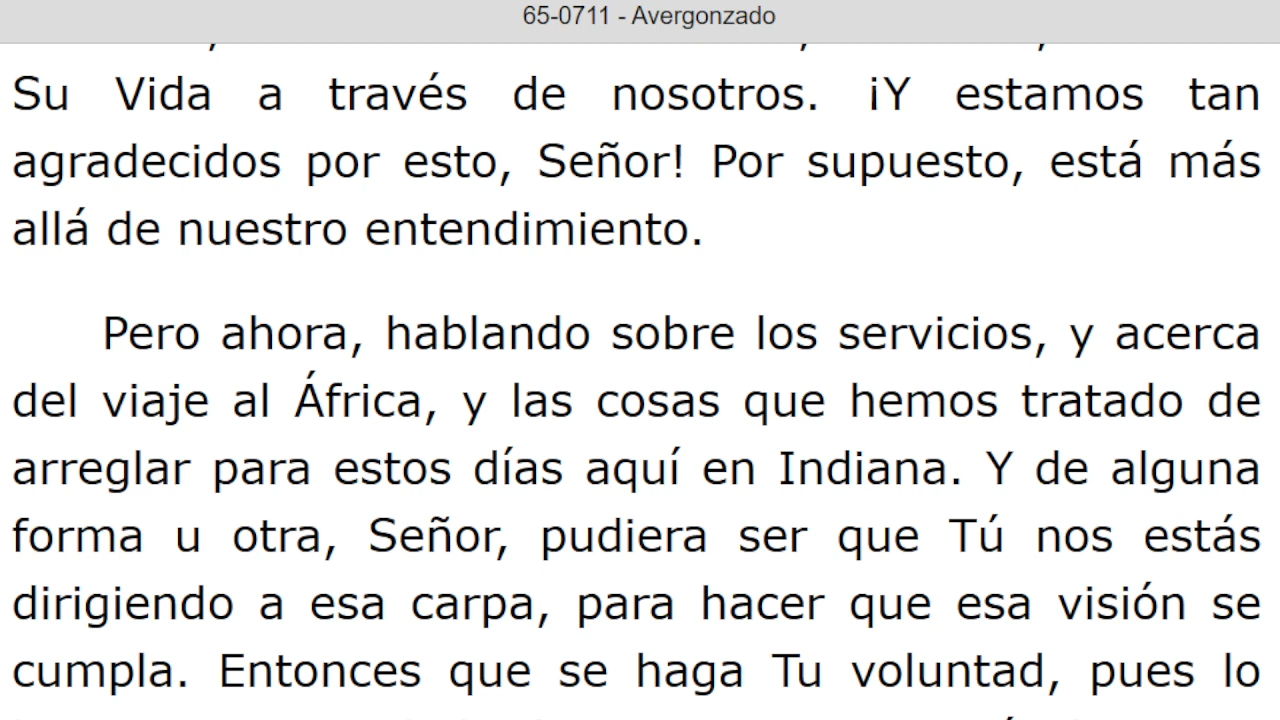 65-0711 - Avergonzado
Su Vida a través de nosotros. ¡Y estamos tan
agradecidos por esto, Señor! Por supuesto, está más
allá de nuestro entendimiento.
Pero ahora, hablando sobre los servicios, y acerca
del viaje al África, y las cosas que hemos tratado de
arreglar para estos días aquí en Indiana. Y de alguna
forma u otra, Señor, pudiera ser que Tú nos estás
dirigiendo a esa carpa, para hacer que esa visión se
cumpla. Entonces que se haga Tu voluntad, pues lo